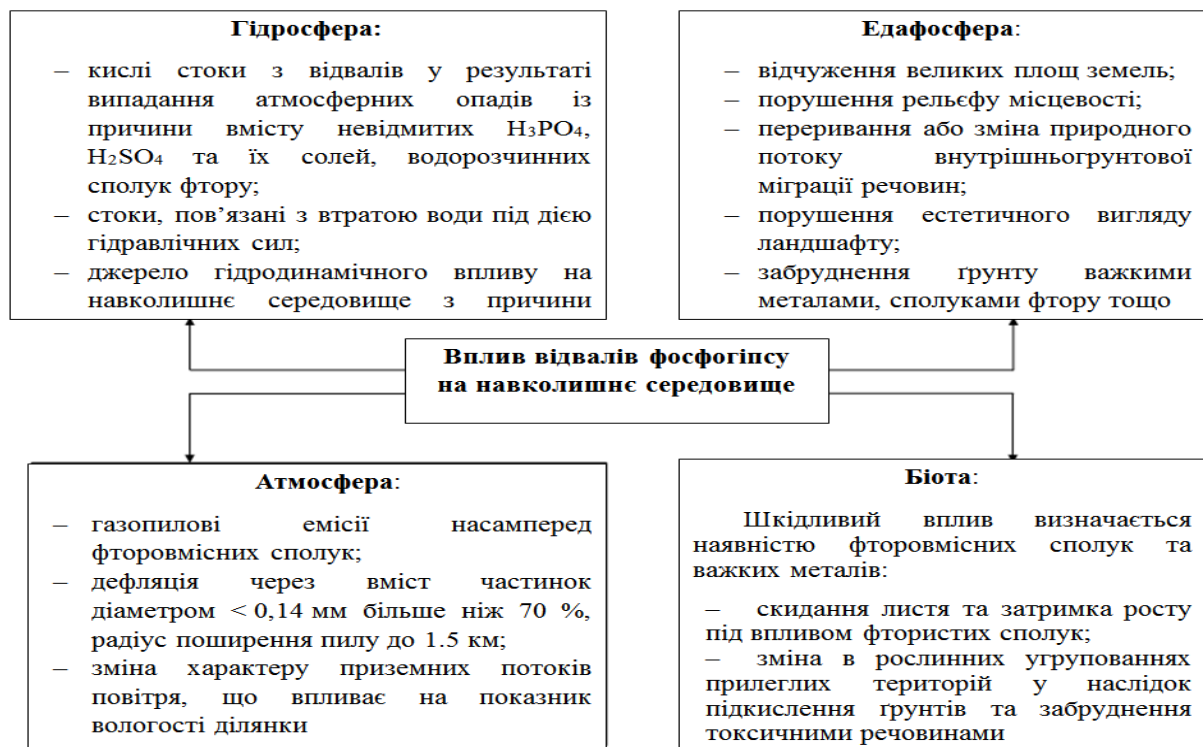 Гідросфера:
– кислі стоки з відвалів у результаті
випадання атмосферних опадів із
причини вмісту невідмитих H₃PO₄,
H₂SO₄ та їх солей, водорозчинних
сполук фтору;
– стоки, пов’язані з втратою води під дією
гідравлічних сил;
– джерело гідродинамічного впливу на
навколишнє середовище з причини
Едафосфера:
– відчуження великих площ земель;
– порушення рельєфу місцевості;
– переривання або зміна природного
потоку внутрішньогрунтової
міграції речовин;
– порушення естетичного вигляду
ландшафту;
– забруднення ґрунту важкими
металами, сполуками фтору тощо
Вплив відвалів фосфогіпсу
на навколишнє середовище
Атмосфера:
– газопилові емісії насамперед
фторовмісних сполук;
– дефляція через вміст частинок
діаметром < 0,14 мм більше ніж 70 %,
радіус поширення пилу до 1.5 км;
– зміна характеру приземних потоків
повітря, що впливає на показник
вологості ділянки
Біота:
Шкідливий вплив визначається
наявністю фторовмісних сполук та
важких металів:
– скидання листя та затримка росту
під впливом фтористих сполук;
– зміна в рослинних угрупованнях
прилеглих територій у наслідок
підкислення ґрунтів та забруднення
токсичними речовинами